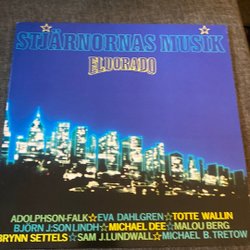 STJÄRNORNAS MUSIK
ELDORADO
ADOLPHSON-FALK☆EVA DAHLGREN☆TOTTE WALLIN
BJÖRN J:SON LINDH☆MICHAEL DEE☆MALOU BERG
BRYNN SETTELS☆SAM J.LUNDWALL☆MICHAEL B.TRETOW